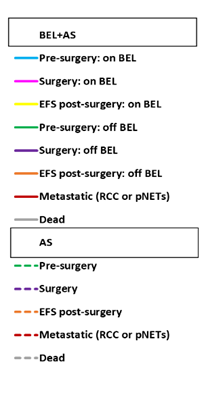 BEL+AS
Pre-surgery: on BEL
Surgery: on BEL
EFS post-surgery: on BEL
Pre-surgery: off BEL
Surgery: off BEL
EFS post-surgery: off BEL
Metastatic (RCC or pNETs)
Dead
AS
Pre-surgery
Surgery
EFS post-surgery
Metastatic (RCC or pNETs)
Dead